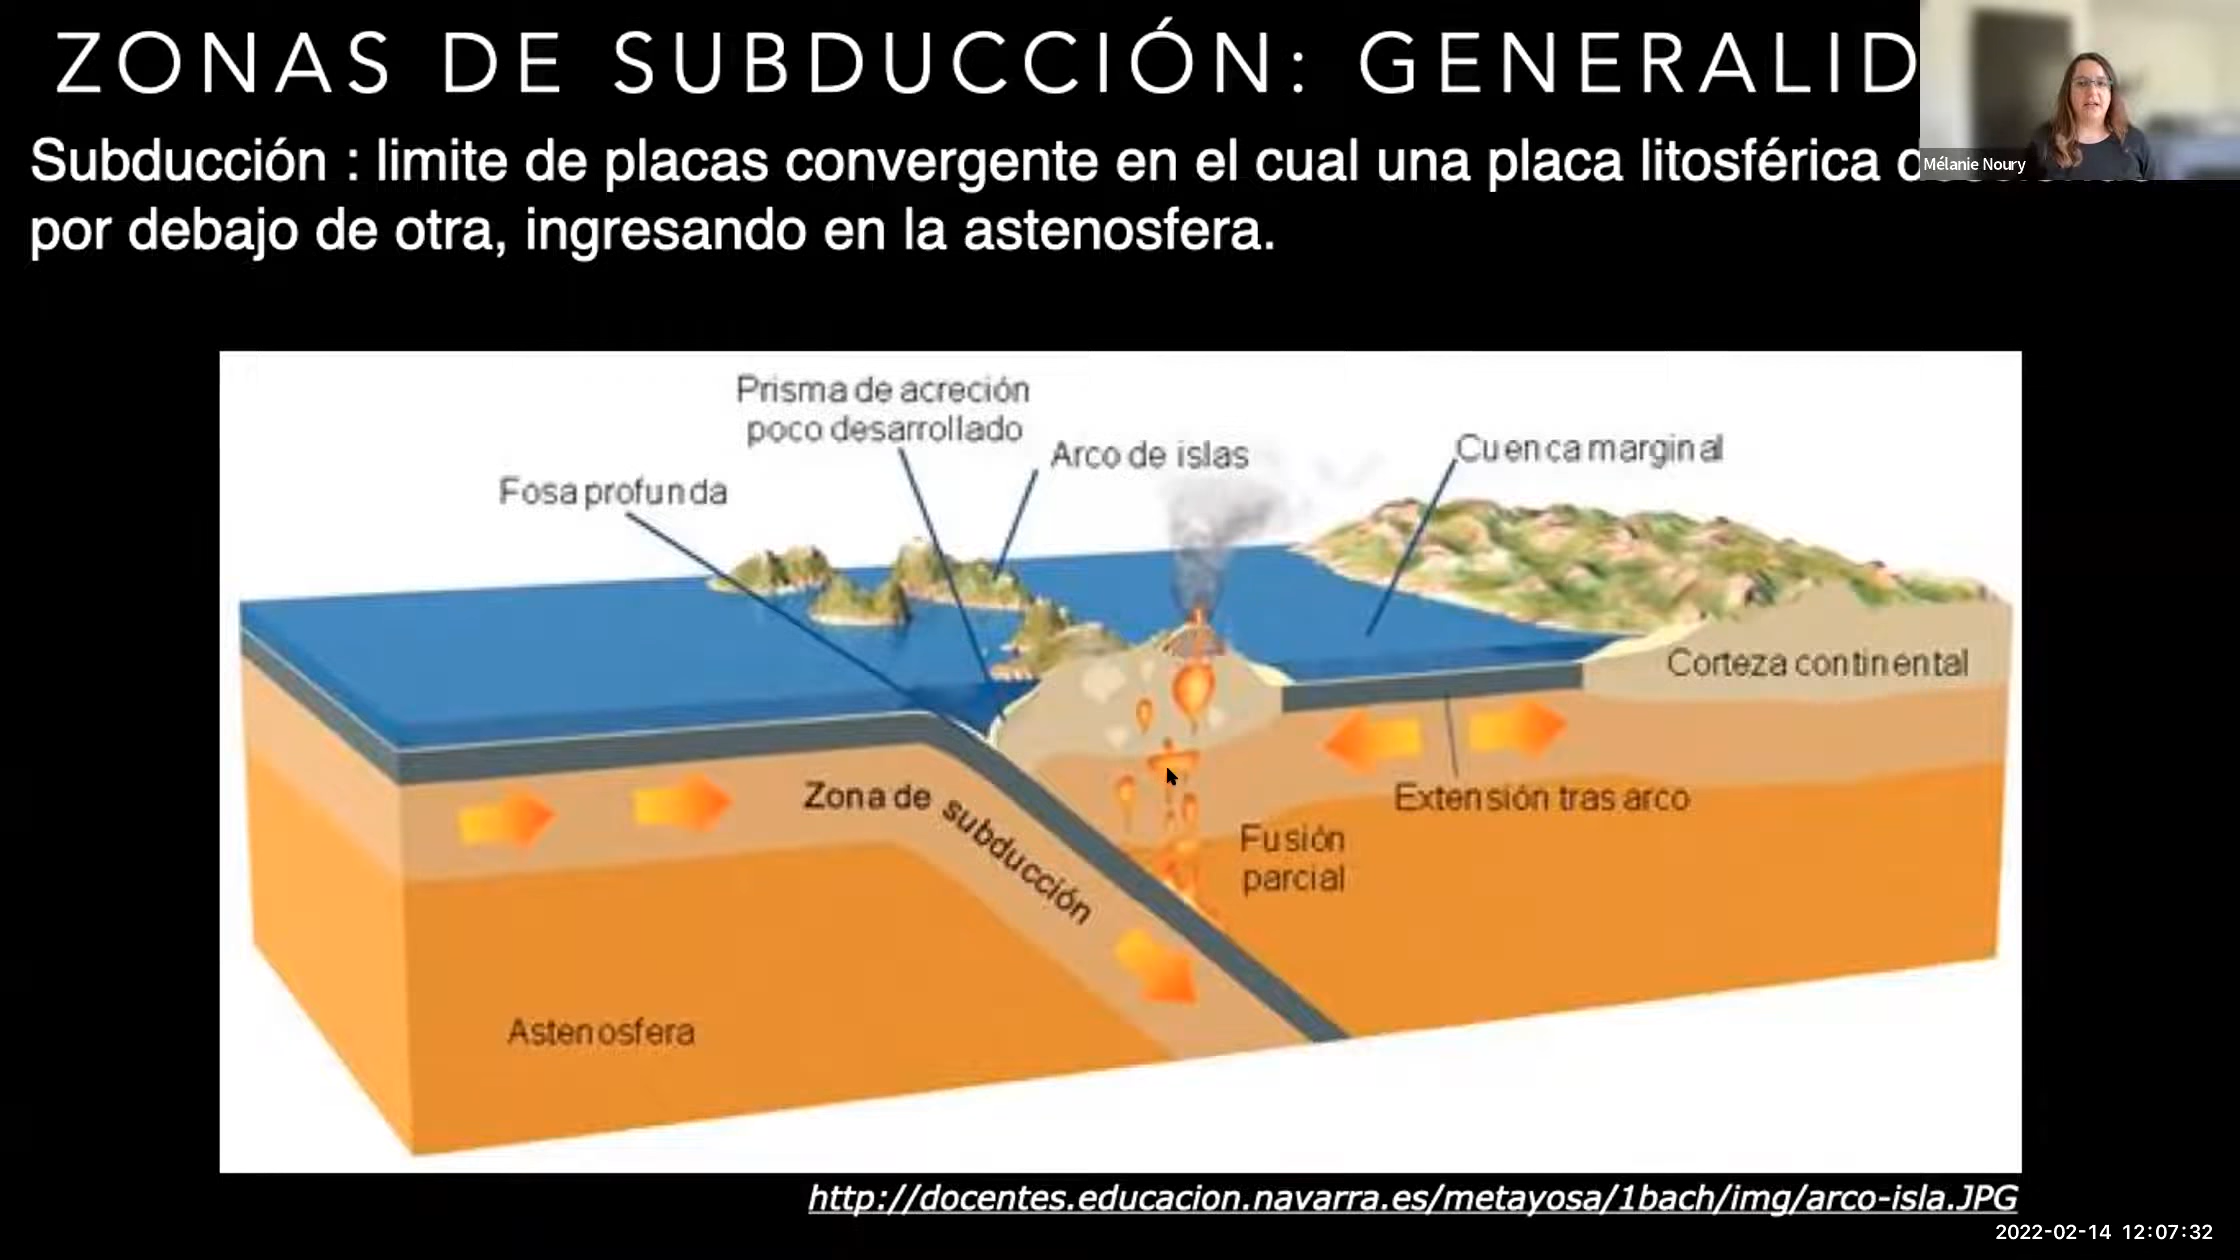 ZONAS DE SUBDUCCIÓN: GENERALID
Subducción : limite de placas convergente en el cual una placa litosférica
Mélanie Noury
por debajo de otra, ingresando en la astenosfera.
Prisma de acreción
poco desarrollado
Arco de islas
Cuenca marginal
Fosa profunda
Corteza continental
Zona de subducción
Extensión tras arco
Fusión
parcial
Astenosfera
http://docentes.educacion.navarra.es/metayosa/1bach/img/arco-isla.JPG
2022-02-14 12:07:32